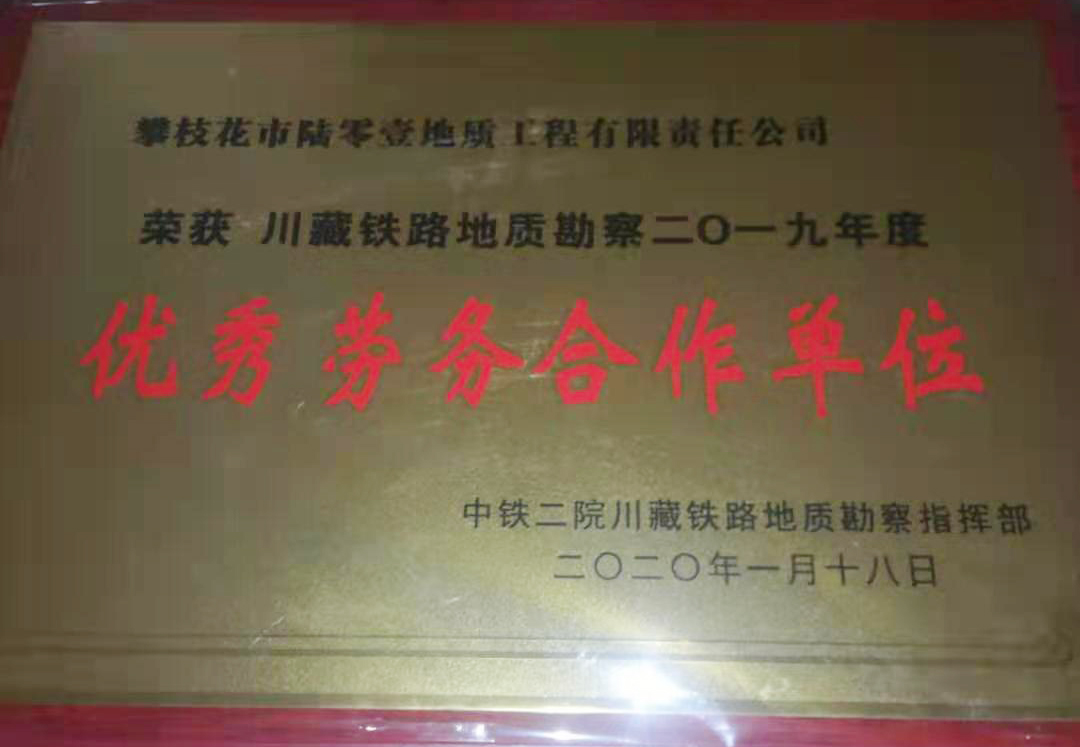 攀枝花市陆零壹地质工程有限责任公司
荣获 川藏铁路地质勘察二〇一九年度
优秀劳务合作单位
中铁二院川藏铁路地质勘察指挥部
二〇二〇年一月十八日